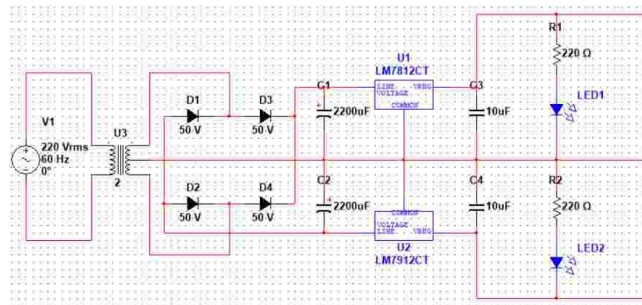 R1
220 Ω
LED1
U1
LM7812CT
LINE VREG
VOLTAGE
COMMON
C1
2200uF
C3
10uF
D1
50 V
D3
50 V
V1
220 Vrms
60 Hz
0°
U3
2
D2
50 V
D4
50 V
C2
2200uF
C4
10uF
COMMON
VOLTAGE
LINE VREG
U2
LM7912CT
R2
220 Ω
LED2